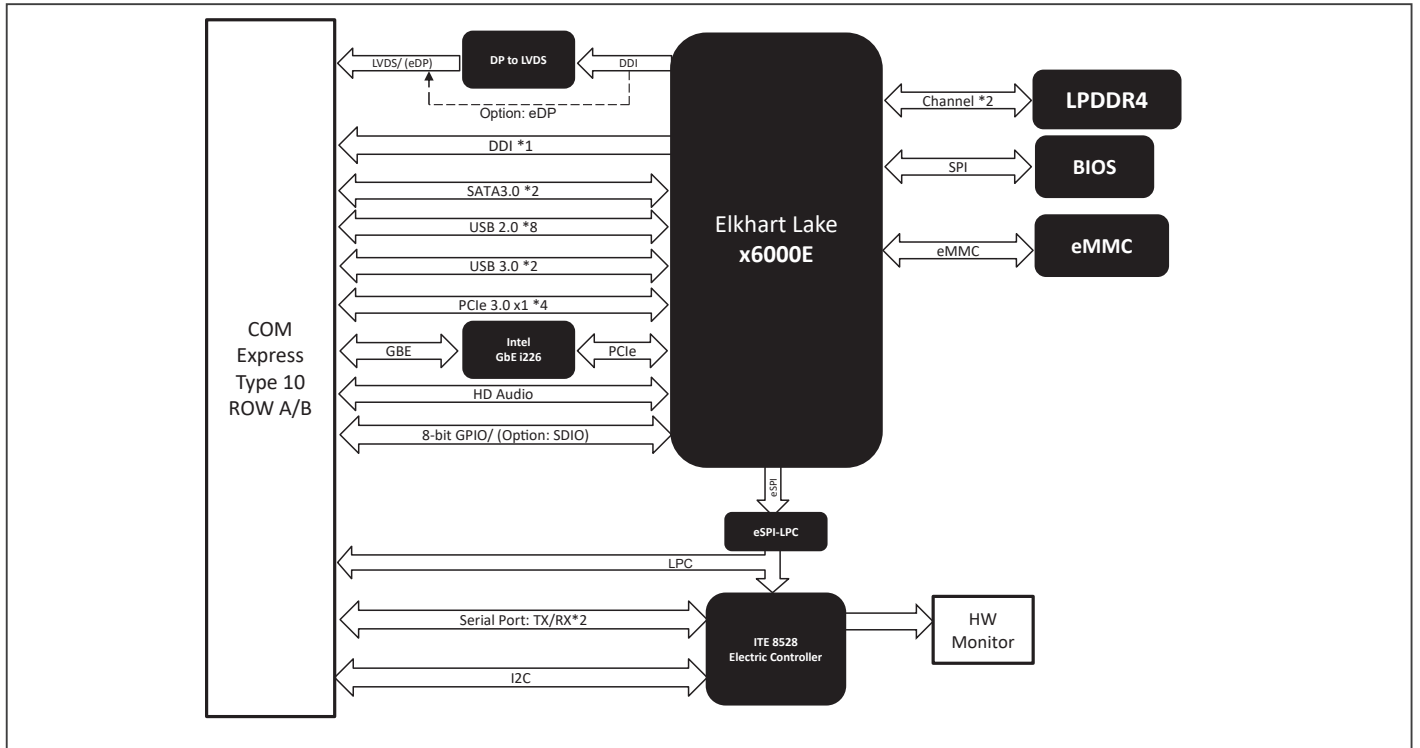 LVDS/ (eDP)
DP to LVDS
DDI
Option: eDP
DDI *1
SATA3.0 *2
USB 2.0 *8
USB 3.0 *2
PCIe 3.0 x1 *4
GBE
Intel
GbE i226
PCIe
HD Audio
8-bit GPIO/ (Option: SDIO)
COM
Express
Type 10
ROW A/B
Elkhart Lake
x6000E
Channel *2
LPDDR4
SPI
BIOS
eMMC
eMMC
eSPI
eSPI-LPC
LPC
Serial Port: TX/RX*2
I2C
ITE 8528
Electric Controller
HW
Monitor